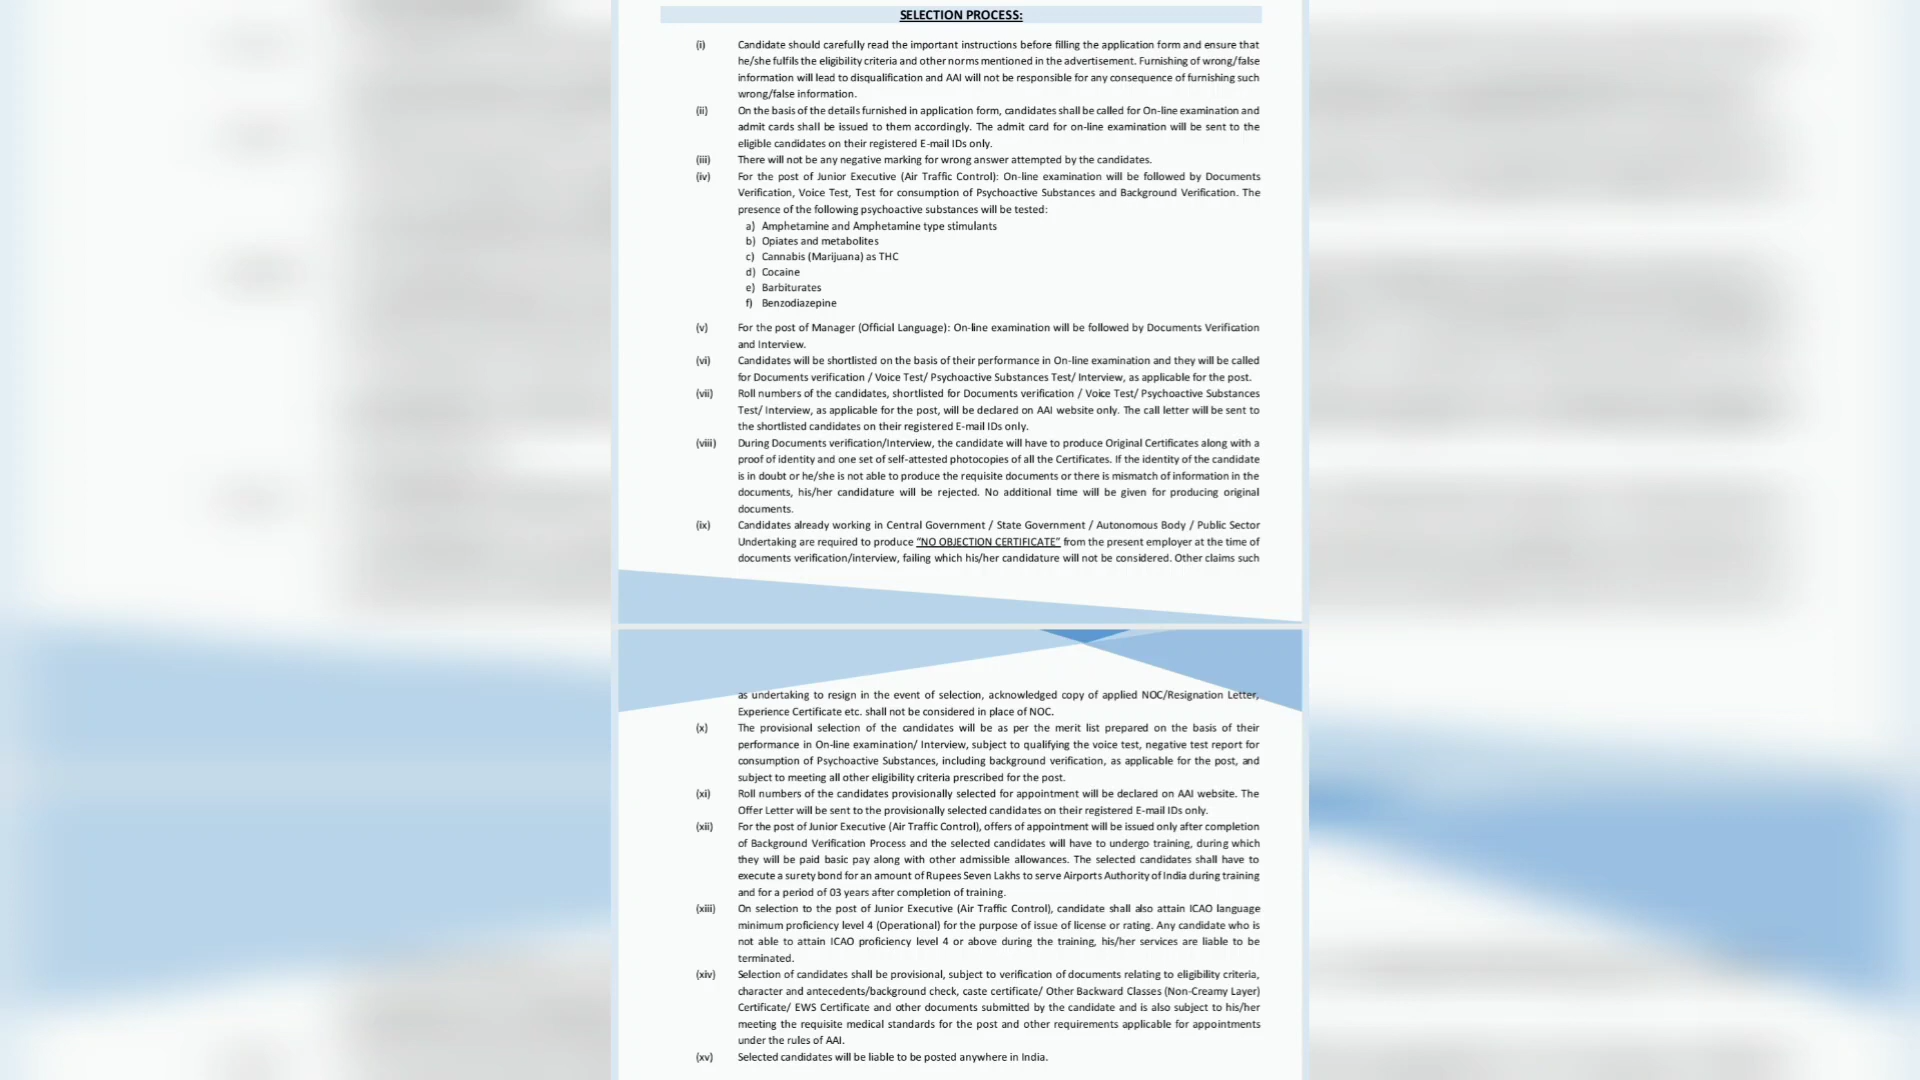 SELECTION PROCESS:
(i) Candidate should carefully read the important instructions before filling the application form and ensure that
he/she fulfils the eligibility criteria and other norms mentioned in the advertisement. Furnishing of wrong/false
information will lead to disqualification and AAI will not be responsible for any consequence of furnishing such
wrong/false information.
(ii) On the basis of the details furnished in application form, candidates shall be called for On-line examination and
admit cards shall be issued to them accordingly. The admit card for on-line examination will be sent to the
eligible candidates on their registered E-mail IDs only.
(iii) There will not be any negative marking for wrong answer attempted by the candidates.
(iv) For the post of Junior Executive (Air Traffic Control): On-line examination will be followed by Documents
Verification, Voice Test, Test for consumption of Psychoactive Substances and Background Verification. The
presence of the following psychoactive substances will be tested:
a) Amphetamine and Amphetamine type stimulants
b) Opiates and metabolites
c) Cannabis (Marijuana) as THC
d) Cocaine
e) Barbiturates
f) Benzodiazepine
(v) For the post of Manager (Official Language): On-line examination will be followed by Documents Verification
and Interview.
(vi) Candidates will be shortlisted on the basis of their performance in On-line examination and they will be called
for Documents verification / Voice Test/ Psychoactive Substances Test/ Interview, as applicable for the post.
(vii) Roll numbers of the candidates, shortlisted for Documents verification / Voice Test/ Psychoactive Substances
Test/ Interview, as applicable for the post, will be declared on AAI website only. The call letter will be sent to
the shortlisted candidates on their registered E-mail IDs only.
(viii) During Documents verification/Interview, the candidate will have to produce Original Certificates along with a
proof of identity and one set of self-attested photocopies of all the Certificates. If the identity of the candidate
is in doubt or he/she is not able to produce the requisite documents or there is mismatch of information in the
documents, his/her candidature will be rejected. No additional time will be given for producing original
documents.
(ix) Candidates already working in Central Government / State Government / Autonomous Body / Public Sector
Undertaking are required to produce “NO OBJECTION CERTIFICATE” from the present employer at the time of
documents verification/interview, failing which his/her candidature will not be considered. Other claims such
as undertaking to resign in the event of selection, acknowledged copy of applied NOC/Resignation Letter,
Experience Certificate etc. shall not be considered in place of NOC.
(x) The provisional selection of the candidates will be as per the merit list prepared on the basis of their
performance in On-line examination/ Interview, subject to qualifying the voice test, negative test report for
consumption of Psychoactive Substances, including background verification, as applicable for the post, and
subject to meeting all other eligibility criteria prescribed for the post.
(xi) Roll numbers of the candidates provisionally selected for appointment will be declared on AAI website. The
Offer Letter will be sent to the provisionally selected candidates on their registered E-mail IDs only.
(xii) For the post of Junior Executive (Air Traffic Control), offers of appointment will be issued only after completion
of Background Verification Process and the selected candidates will have to undergo training, during which
they will be paid basic pay along with other admissible allowances. The selected candidates shall have to
execute a surety bond for an amount of Rupees Seven Lakhs to serve Airports Authority of India during training
and for a period of 03 years after completion of training.
(xiii) On selection to the post of Junior Executive (Air Traffic Control), candidate shall also attain ICAO language
minimum proficiency level 4 (Operational) for the purpose of issue of license or rating. Any candidate who is
not able to attain ICAO proficiency level 4 or above during the training, his/her services are liable to be
terminated.
(xiv) Selection of candidates shall be provisional, subject to verification of documents relating to eligibility criteria,
character and antecedents/background check, caste certificate/ Other Backward Classes (Non-Creamy Layer)
Certificate/ EWS Certificate and other documents submitted by the candidate and is also subject to his/her
meeting the requisite medical standards for the post and other requirements applicable for appointments
under the rules of AAI.
(xv) Selected candidates will be liable to be posted anywhere in India.